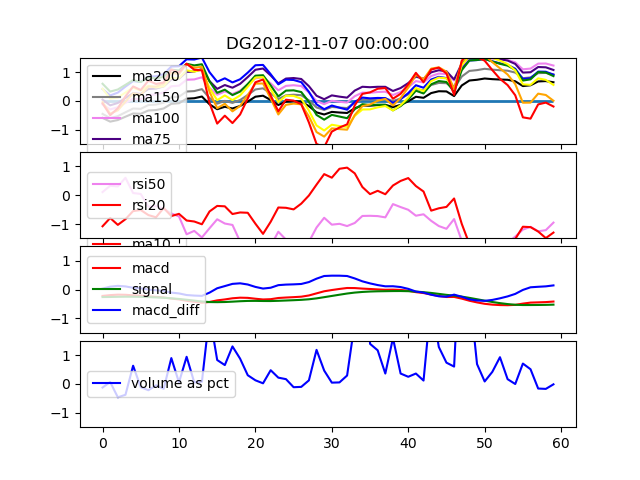 DG2012-11-07 00:00:00
1
0
−1
ma200
ma150
ma100
ma75
1
0
−1
rsi50
rsi20
ma10
1
0
−1
macd
signal
macd_diff
1
0
−1
volume as pct
0 10 20 30 40 50 60